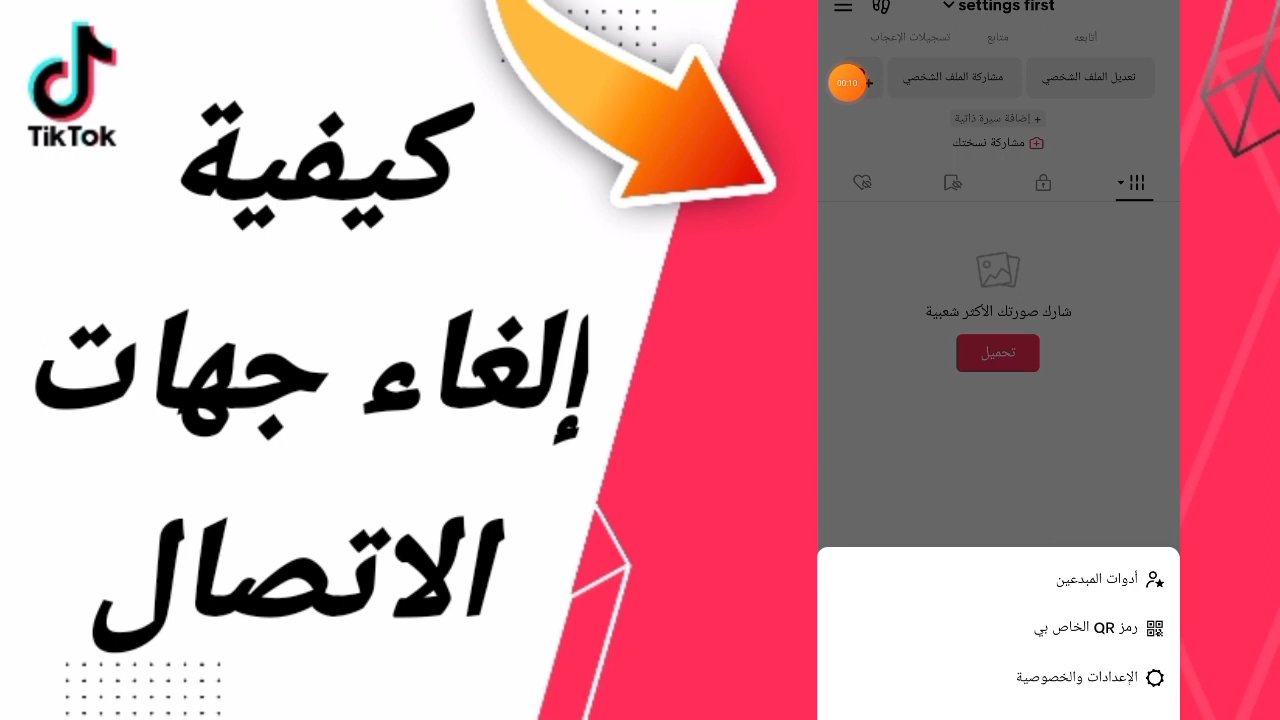 TikTok
كيفية
إلغاء جهات
الاتصال
settings first
أتابعه
متابع
تسجيلات الإعجاب
تعديل الملف الشخصي
مشاركة الملف الشخصي
00:10
+ إضافة سيرة ذاتية
مشاركة نسختك
شارك صورتك الأكثر شعبية
تحميل
أدوات المبدعين
رمز QR الخاص بي
الإعدادات والخصوصية